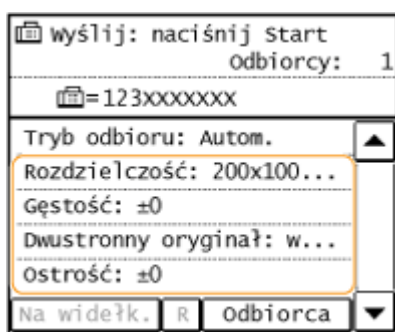 Wyślij: naciśnij Start
Odbiorcy: 1
=123xxxxxxx
Tryb odbioru: Autom.
Rozdzielczość: 200x100...
Gęstość: ±0
Dwustronny oryginał: w...
Ostrość: ±0
Na widełk. R Odbiorca